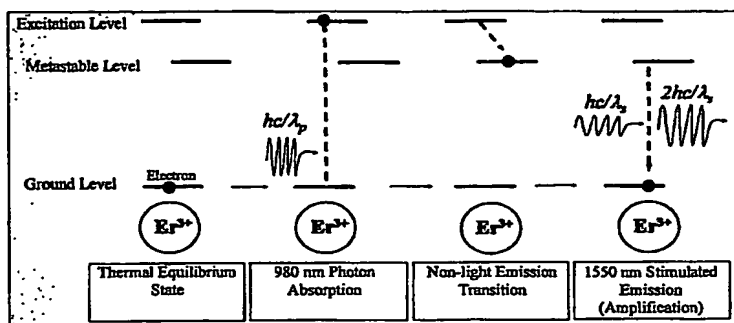 Excitation Level
Metastable Level
hc/λp
hc/λs
2hc/λs
Ground Level
Electron
Er3+
Er3+
Er3+
Er3+
Thermal Equilibrium
State
980 nm Photon
Absorption
Non-light Emission
Transition
1550 nm Stimulated
Emission
(Amplification)